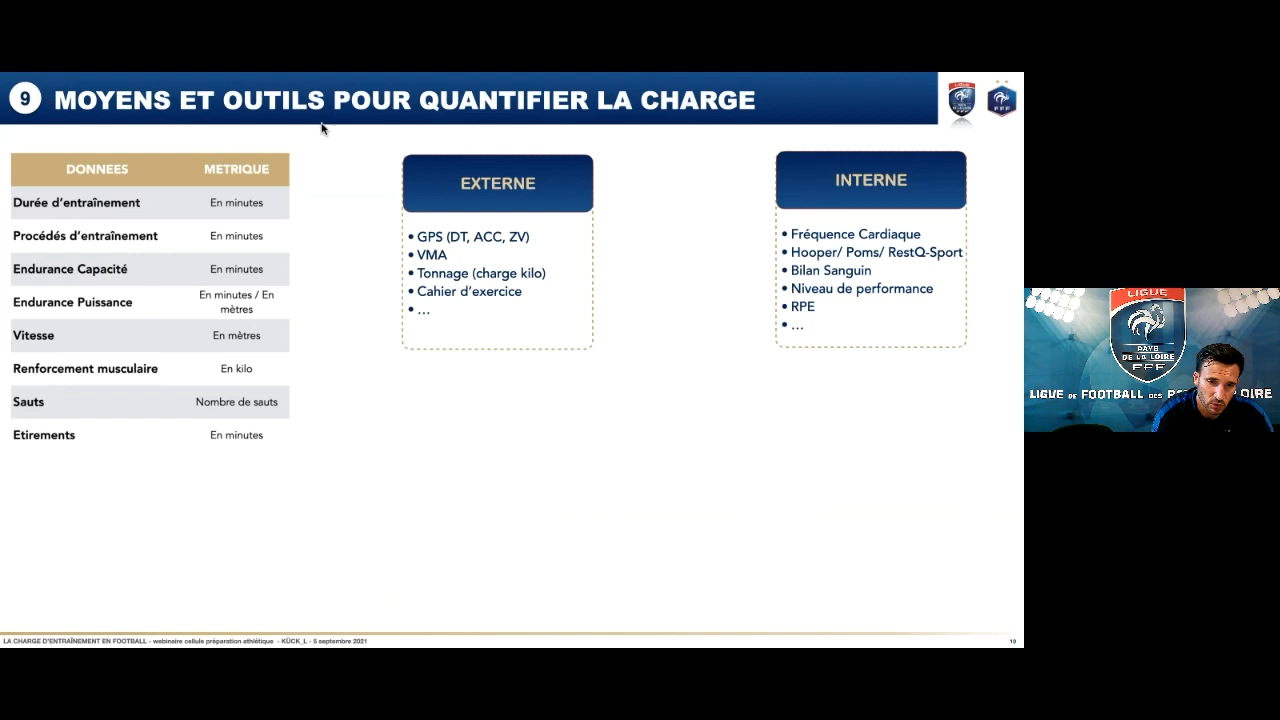 9
MOYENS ET OUTILS POUR QUANTIFIER LA CHARGE
FFF
DONNEES METRIQUE
Durée d'entraînement En minutes
Procédés d'entraînement En minutes
Endurance Capacité En minutes
Endurance Puissance En minutes / En
mètres
Vitesse En mètres
Renforcement musculaire En kilo
Sauts Nombre de sauts
Etirements En minutes
EXTERNE
• GPS (DT, ACC, ZV)
• VMA
• Tonnage (charge kilo)
• Cahier d'exercice
• ...
INTERNE
• Fréquence Cardiaque
• Hooper/ Poms/ RestQ-Sport
• Bilan Sanguin
• Niveau de performance
• RPE
• ...
LIGUE
PAYS
DE LA LOIRE
FFF
LIGUE DE FOOTBALL DES OIRE
LA CHARGE D'ENTRAÎNEMENT EN FOOTBALL - webinaire cellule préparation athlétique - KÜCK_L - 5 septembre 2021
10